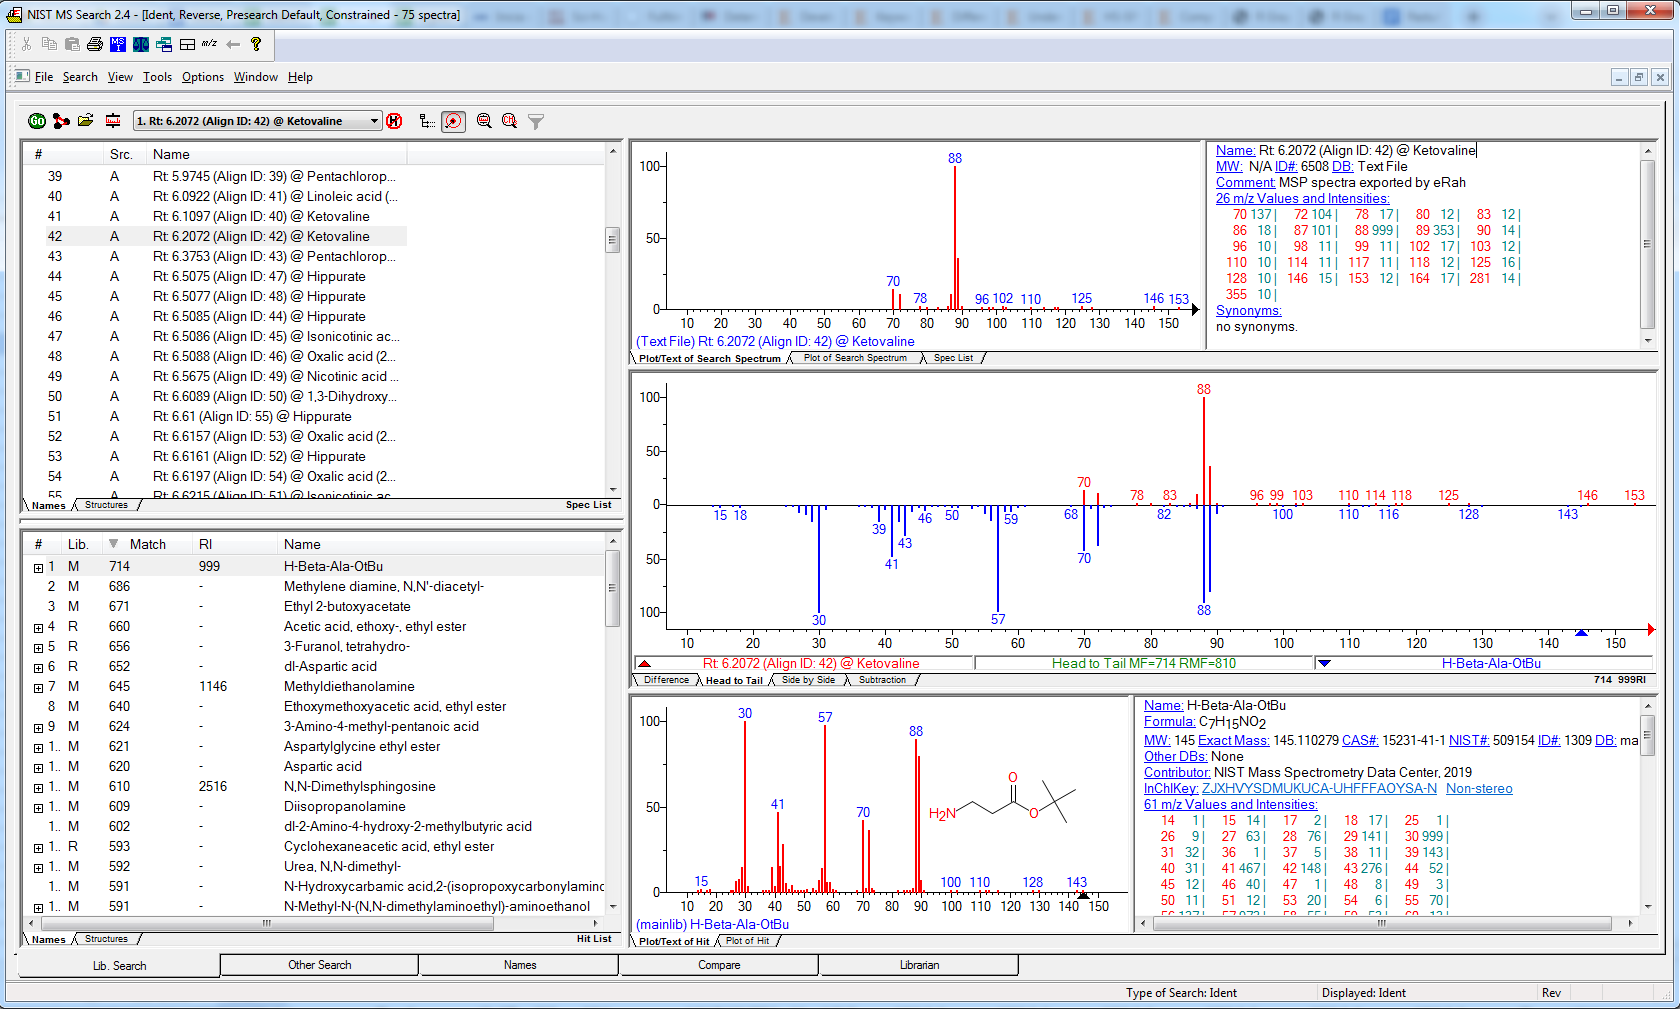 NIST MS Search 2.4 - [Ident, Reverse, Presearch Default, Constrained - 75 spectra]
File Search View Tools Options Window Help
1. Rt: 6.2072 (Align ID: 42) @ Ketovaline
# Src. Name
39 A Rt: 5.9745 (Align ID: 39) @ Pentachlorop...
40 A Rt: 6.0922 (Align ID: 41) @ Linoleic acid (...
41 A Rt: 6.1097 (Align ID: 40) @ Ketovaline
42 A Rt: 6.2072 (Align ID: 42) @ Ketovaline
43 A Rt: 6.3753 (Align ID: 43) @ Pentachlorop...
44 A Rt: 6.5075 (Align ID: 47) @ Hippurate
45 A Rt: 6.5077 (Align ID: 48) @ Hippurate
46 A Rt: 6.5085 (Align ID: 44) @ Hippurate
47 A Rt: 6.5086 (Align ID: 45) @ Isonicotinic ac...
48 A Rt: 6.5088 (Align ID: 46) @ Oxalic acid (2...
49 A Rt: 6.5675 (Align ID: 49) @ Nicotinic acid ...
50 A Rt: 6.6089 (Align ID: 50) @ 1,3-Dihydroxy...
51 A Rt: 6.61 (Align ID: 55) @ Hippurate
52 A Rt: 6.6157 (Align ID: 53) @ Oxalic acid (2...
53 A Rt: 6.6161 (Align ID: 52) @ Hippurate
54 A Rt: 6.6197 (Align ID: 54) @ Oxalic acid (2...
55 A Rt: 6.6215 (Align ID: 51) @ Isonicotinic ac
Names Structures Spec List
# Lib. Match RI Name
1 M 714 999 H-Beta-Ala-OtBu
2 M 686 - Methylene diamine, N,N'-diacetyl-
3 M 671 - Ethyl 2-butoxyacetate
4 R 660 - Acetic acid, ethoxy-, ethyl ester
5 R 656 - 3-Furanol, tetrahydro-
6 R 652 - dl-Aspartic acid
7 M 645 1146 Methyldiethanolamine
8 M 640 - Ethoxymethoxyacetic acid, ethyl ester
9 M 624 - 3-Amino-4-methyl-pentanoic acid
1.. M 621 - Aspartylglycine ethyl ester
1.. M 620 - Aspartic acid
1.. M 610 2516 N,N-Dimethylsphingosine
1.. M 609 - Diisopropanolamine
1.. M 602 - dl-2-Amino-4-hydroxy-2-methylbutyric acid
1.. R 593 - Cyclohexaneacetic acid, ethyl ester
1.. M 592 - Urea, N,N-dimethyl-
1.. M 591 - N-Hydroxycarbamic acid,2-(isopropoxycarbonylamino
1.. M 591 - N-Methyl-N-(N,N-dimethylaminoethyl)-aminoethanol
Names Structures Hit List
100
50
0
88
70 78 96 102 110 125 146 153
10 20 30 40 50 60 70 80 90 100 110 120 130 140 150
(Text File) Rt: 6.2072 (Align ID: 42) @ Ketovaline
Plot/Text of Search Spectrum Plot of Search Spectrum Spec List
Name: Rt: 6.2072 (Align ID: 42) @ Ketovaline
MW: N/A ID#: 6508 DB: Text File
Comment: MSP spectra exported by eRah
26 m/z Values and Intensities:
70 137| 72 104| 78 17| 80 12| 83 12|
86 18| 87 101| 88 999| 89 353| 90 14|
96 10| 98 11| 99 11| 102 17| 103 12|
110 10| 114 11| 117 11| 118 12| 125 16|
128 10| 146 15| 153 12| 164 17| 281 14|
355 10|
Synonyms:
no synonyms.
100
50
0
50
100
88
70 78 83 96 99 103 110 114 118 125 146 153
15 18 30 39 41 43 46 50 57 59 68 70 82 88 100 110 116 128 143
10 20 30 40 50 60 70 80 90 100 110 120 130 140 150
Rt: 6.2072 (Align ID: 42) @ Ketovaline Head to Tail MF=714 RMF=810 H-Beta-Ala-OtBu
Difference Head to Tail Side by Side Subtraction 714 999RI
100
50
0
30 57 88
41 70
15 100 110 128 143
H2N O O
10 20 30 40 50 60 70 80 90 100 110 120 130 140 150
(mainlib) H-Beta-Ala-OtBu
Plot/Text of Hit Plot of Hit
Name: H-Beta-Ala-OtBu
Formula: C7H15NO2
MW: 145 Exact Mass: 145.110279 CAS#: 15231-41-1 NIST#: 509154 ID#: 1309 DB: ma
Other DBs: None
Contributor: NIST Mass Spectrometry Data Center, 2019
InChIKey: ZJXHVYSDMUKUCA-UHFFFAOYSA-N Non-stereo
61 m/z Values and Intensities:
14 1| 15 14| 17 2| 18 17| 25 1|
26 9| 27 63| 28 76| 29 141| 30 999|
31 32| 36 1| 37 5| 38 11| 39 143|
40 31| 41 467| 42 148| 43 276| 44 52|
45 12| 46 40| 47 1| 48 8| 49 3|
50 11| 51 12| 53 20| 54 6| 55 70|
Lib. Search Other Search Names Compare Librarian
Type of Search: Ident Displayed: Ident Rev